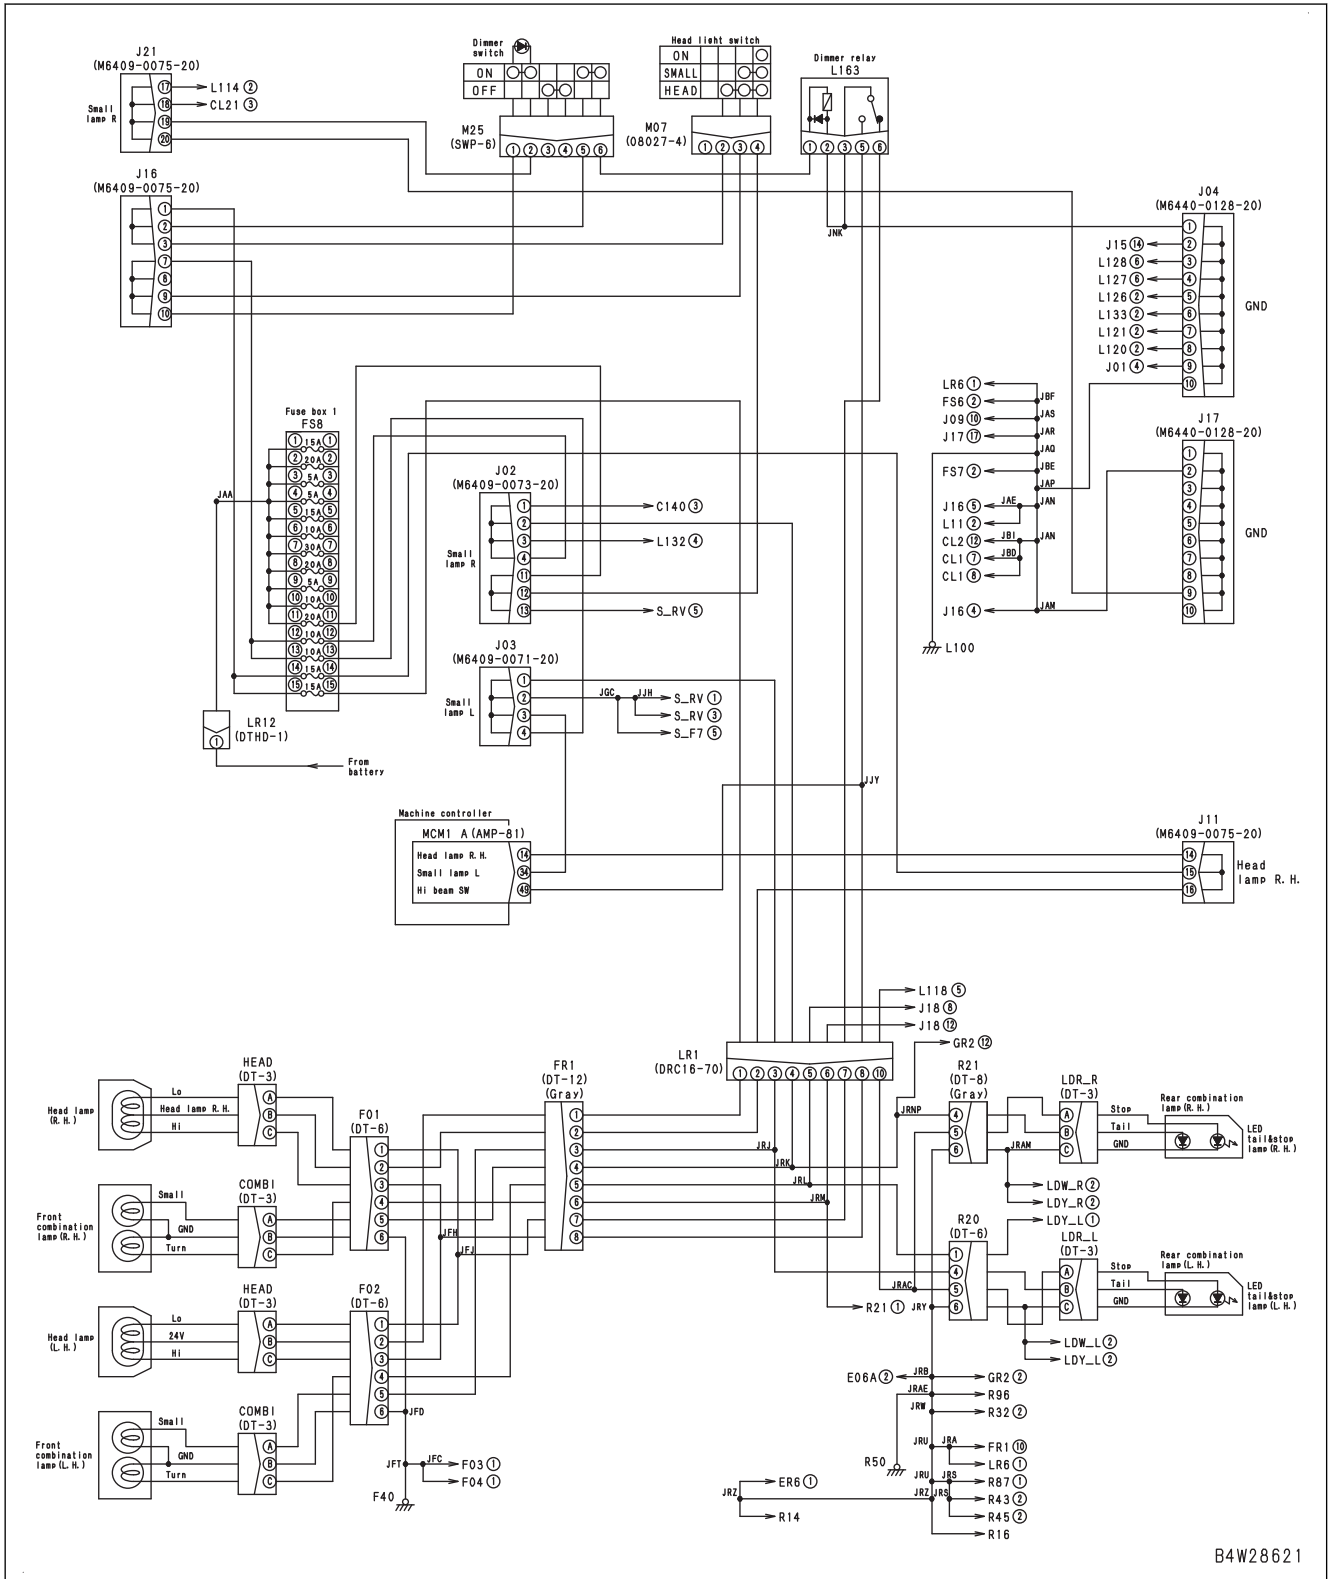 J21
(M6409-0075-20)
Small
lamp R
⑰ L114 ②
⑱ CL21 ③
⑲
⑳
J16
(M6409-0075-20)
①
②
③
⑦
⑧
⑨
⑩
Dimmer
switch
ON
OFF
M25
(SWP-6)
① ② ③ ④ ⑤ ⑥
Head light switch
ON
SMALL
HEAD
M07
(08027-4)
① ② ③ ④
Dimmer relay
L163
① ② ③ ⑤ ⑥
JNK
J04
(M6440-0128-20)
①
J15 ⑭ ②
L128 ⑥ ③
L127 ⑥ ④
L126 ② ⑤
L133 ② ⑥
L121 ② ⑦
L120 ② ⑧
J01 ④ ⑨
⑩
GND
J17
(M6440-0128-20)
①
②
③
④
⑤
⑥
⑦
⑧
⑨
⑩
GND
LR6 ①
FS6 ② JBF
J09 ⑩ JAS
J17 ⑰ JAR
JAQ
FS7 ② JBE
JAP
J16 ⑤ JAE JAN
L11 ②
CL2 ⑫ JBI JAN
CL1 ⑦ JBD
CL1 ⑧
J16 ④ JAM
L100
Fuse box 1
FS8
① 15A ①
② 20A ②
③ 5A ③
④ 5A ④
⑤ 15A ⑤
⑥ 10A ⑥
⑦ 30A ⑦
⑧ 20A ⑧
⑨ 5A ⑨
⑩ 10A ⑩
⑪ 20A ⑪
⑫ 10A ⑫
⑬ 10A ⑬
⑭ 15A ⑭
⑮ 15A ⑮
JAA
LR12
(DTHD-1)
①
From
battery
J02
(M6409-0073-20)
Small
lamp R
① C140 ③
②
③ L132 ④
④
⑪
⑫
⑬ S_RV ⑤
J03
(M6409-0071-20)
Small
lamp L
①
② JGC JJH S_RV ①
③ S_RV ③
④ S_F7 ⑤
JJY
Machine controller
MCM1 A (AMP-81)
Head lamp R.H. ⑭
Small lamp L ㉞
Hi beam SW ㊾
J11
(M6409-0075-20)
⑭
⑮
⑯
Head
lamp R.H.
L118 ⑤
J18 ⑧
J18 ⑫
GR2 ⑫
LR1
(DRC16-70)
① ② ③ ④ ⑤ ⑥ ⑦ ⑧ ⑩
Head lamp
(R.H.)
Lo
Head lamp R.H.
Hi
HEAD
(DT-3)
Ⓐ
Ⓑ
Ⓒ
Front
combination
lamp(R.H.)
Small
GND
Turn
COMBI
(DT-3)
Ⓐ
Ⓑ
Ⓒ
F01
(DT-6)
①
②
③
④
⑤
⑥
JFH
JFJ
FR1
(DT-12)
(Gray)
①
②
③
④
⑤
⑥
⑦
⑧
JRJ
JRK
JRL
JRM
JRNP
R21
(DT-8)
(Gray)
④
⑤
⑥
JRAM
LDR_R
(DT-3)
Ⓐ
Ⓑ
Ⓒ
Stop
Tail
GND
Rear combination
lamp(R.H.)
LED
tail&stop
lamp(R.H.)
LDW_R ②
LDY_R ②
LDY_L ①
R20
(DT-6)
①
④
⑤
⑥
JRAC
JRY
R21 ①
LDR_L
(DT-3)
Ⓐ
Ⓑ
Ⓒ
Stop
Tail
GND
Rear combination
lamp(L.H.)
LED
tail&stop
lamp(L.H.)
LDW_L ②
LDY_L ②
Head lamp
(L.H.)
Lo
24V
Hi
HEAD
(DT-3)
Ⓐ
Ⓑ
Ⓒ
F02
(DT-6)
①
②
③
④
⑤
⑥
JFD
Front
combination
lamp(L.H.)
Small
GND
Turn
COMBI
(DT-3)
Ⓐ
Ⓑ
Ⓒ
JFT JFC F03 ①
F04 ①
F40
E06A ② JRB GR2 ②
JRAE R96
JRW R32 ②
R50
JRU JRA FR1 ⑩
LR6 ①
JRU JRS R87 ①
JRZ JRS R43 ②
R45 ②
R16
JRZ ER6 ①
R14
B4W28621